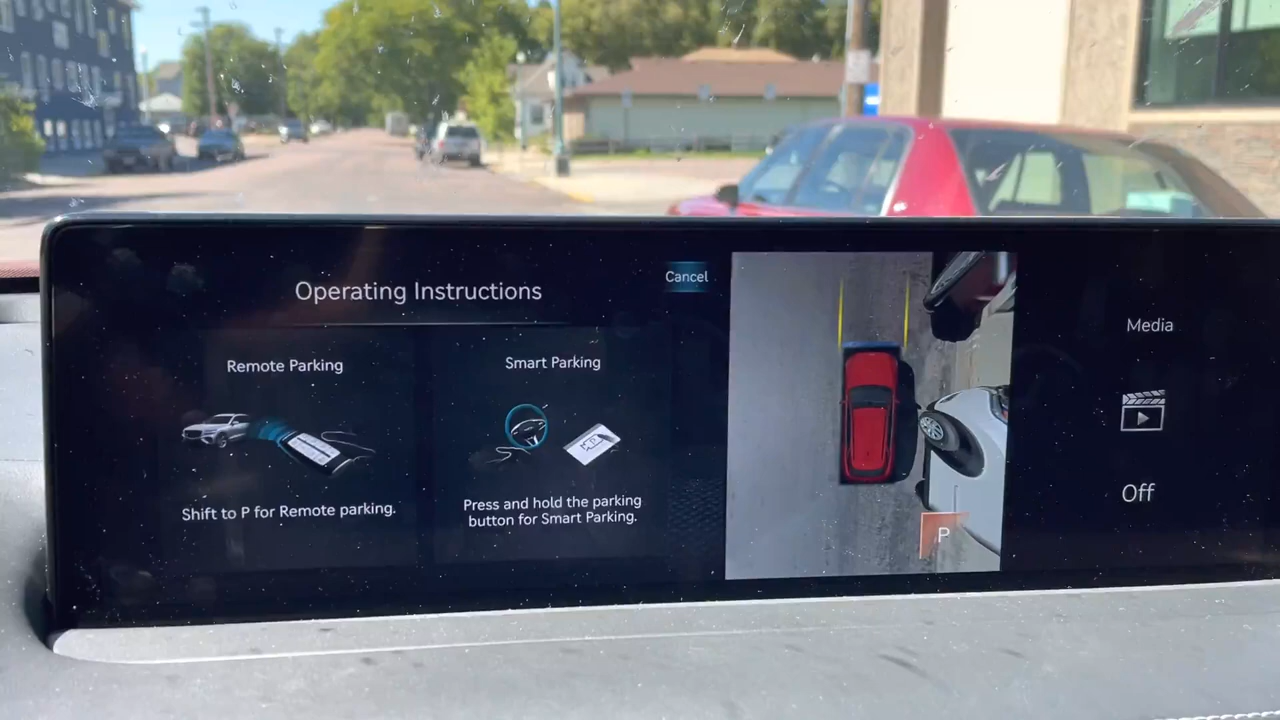 Operating Instructions
Cancel
Remote Parking
Shift to P for Remote parking.
Smart Parking
Press and hold the parking
button for Smart Parking.
P
Media
Off